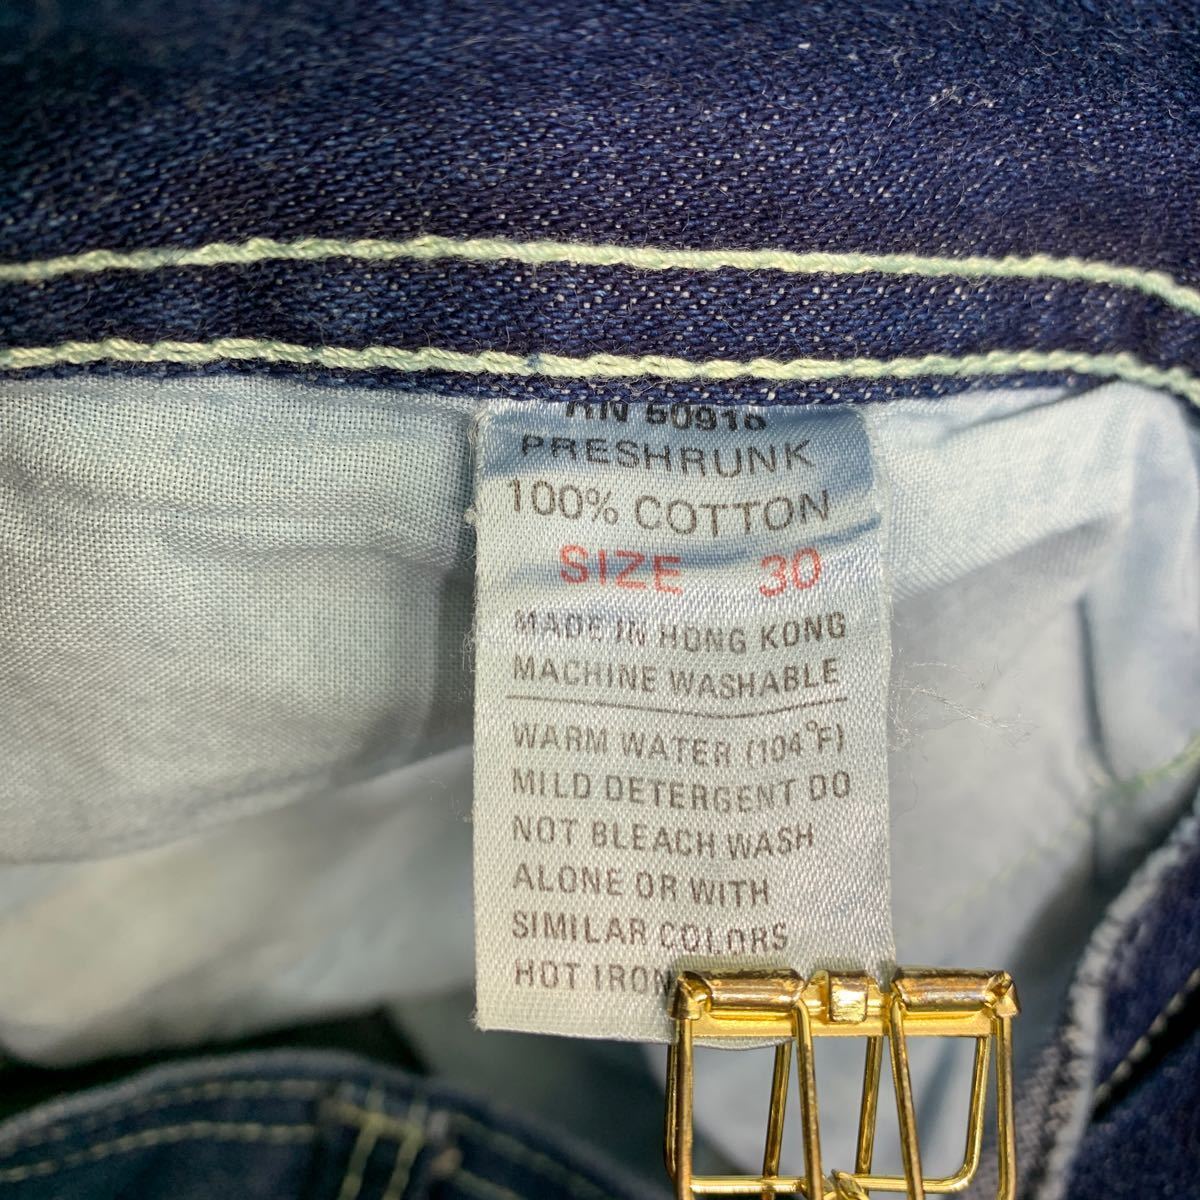 RN 60918
PRESHRUNK
100% COTTON
SIZE 30
MADE IN HONG KONG
MACHINE WASHABLE
WARM WATER (104°F)
MILD DETERGENT DO
NOT BLEACH WASH
ALONE OR WITH
SIMILAR COLORS
HOT IRON